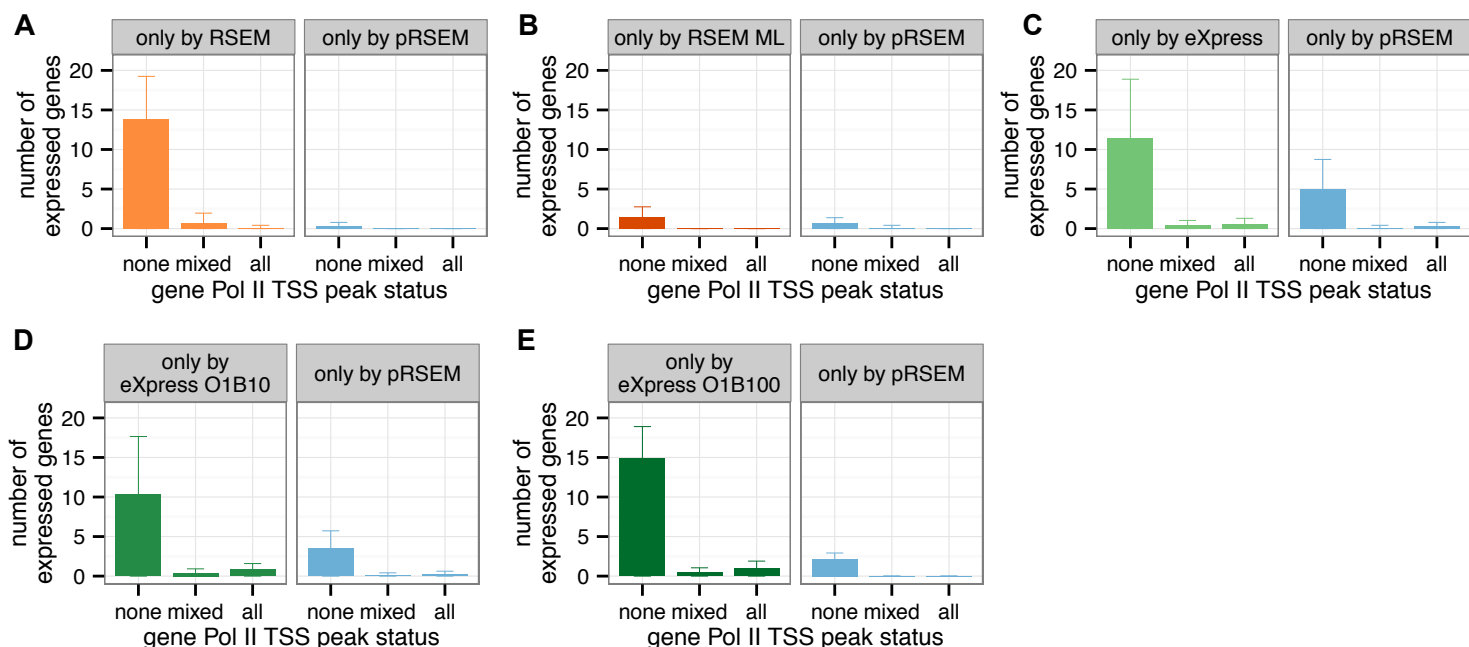 A
only by RSEM
only by pRSEM
number of
expressed genes
20
15
10
5
0
none mixed all
none mixed all
gene Pol II TSS peak status
B
only by RSEM ML
only by pRSEM
number of
expressed genes
20
15
10
5
0
none mixed all
none mixed all
gene Pol II TSS peak status
C
only by eXpress
only by pRSEM
number of
expressed genes
20
15
10
5
0
none mixed all
none mixed all
gene Pol II TSS peak status
D
only by
eXpress O1B10
only by pRSEM
number of
expressed genes
20
15
10
5
0
none mixed all
none mixed all
gene Pol II TSS peak status
E
only by
eXpress O1B100
only by pRSEM
number of
expressed genes
20
15
10
5
0
none mixed all
none mixed all
gene Pol II TSS peak status